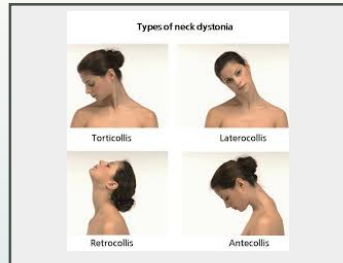 Types of neck dystonia
Torticollis
Laterocollis
Retrocollis
Antecollis